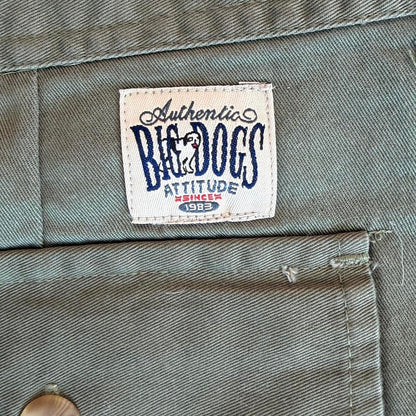 Authentic
BIG DOGS
ATTITUDE
SINCE
1983